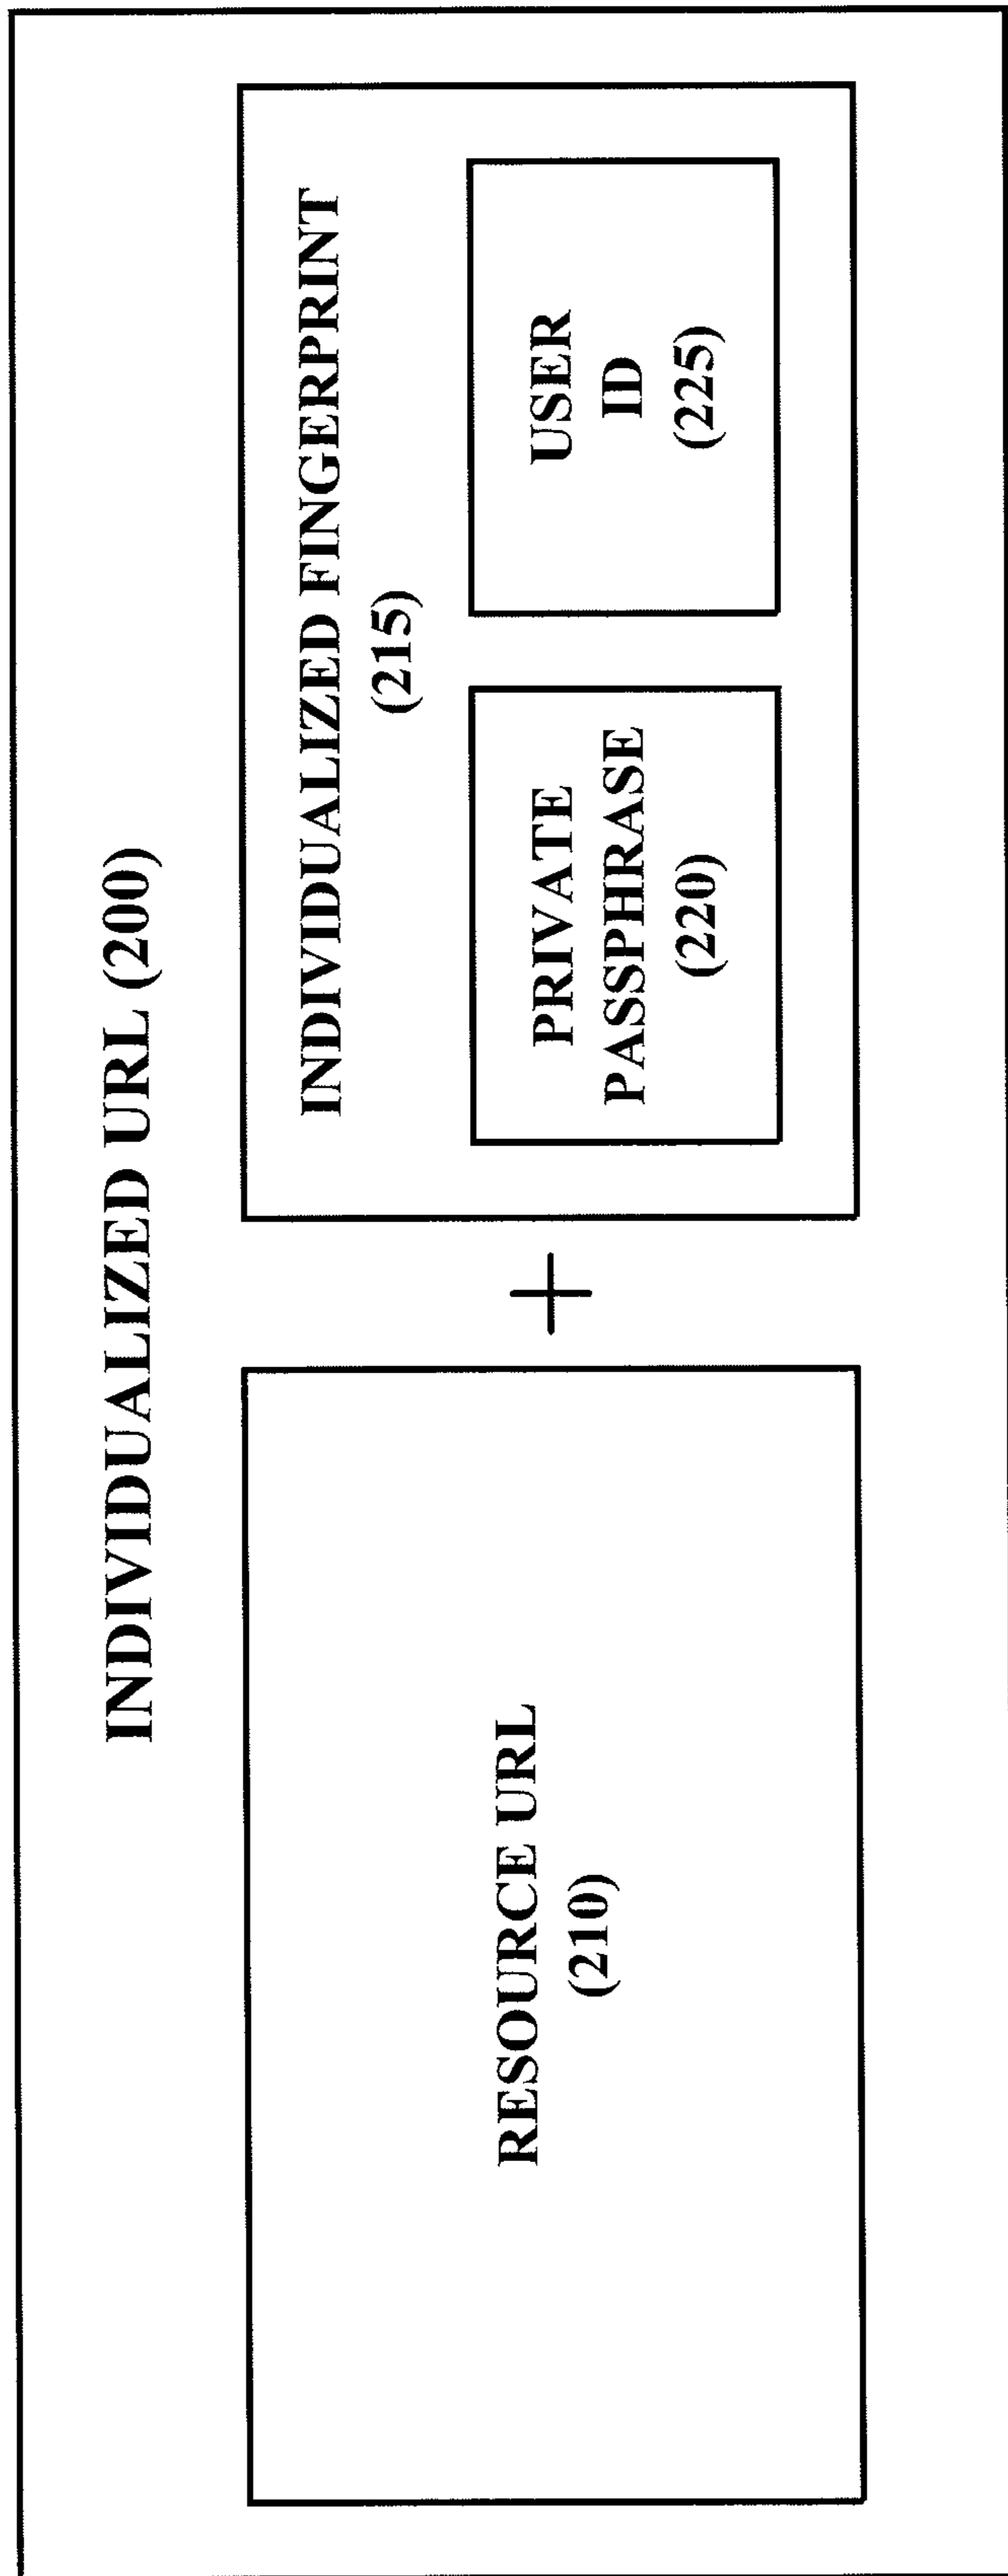 INDIVIDUALIZED URL (200)
RESOURCE URL
(210)
+
INDIVIDUALIZED FINGERPRINT
(215)
PRIVATE
PASSPHRASE
(220)
USER
ID
(225)